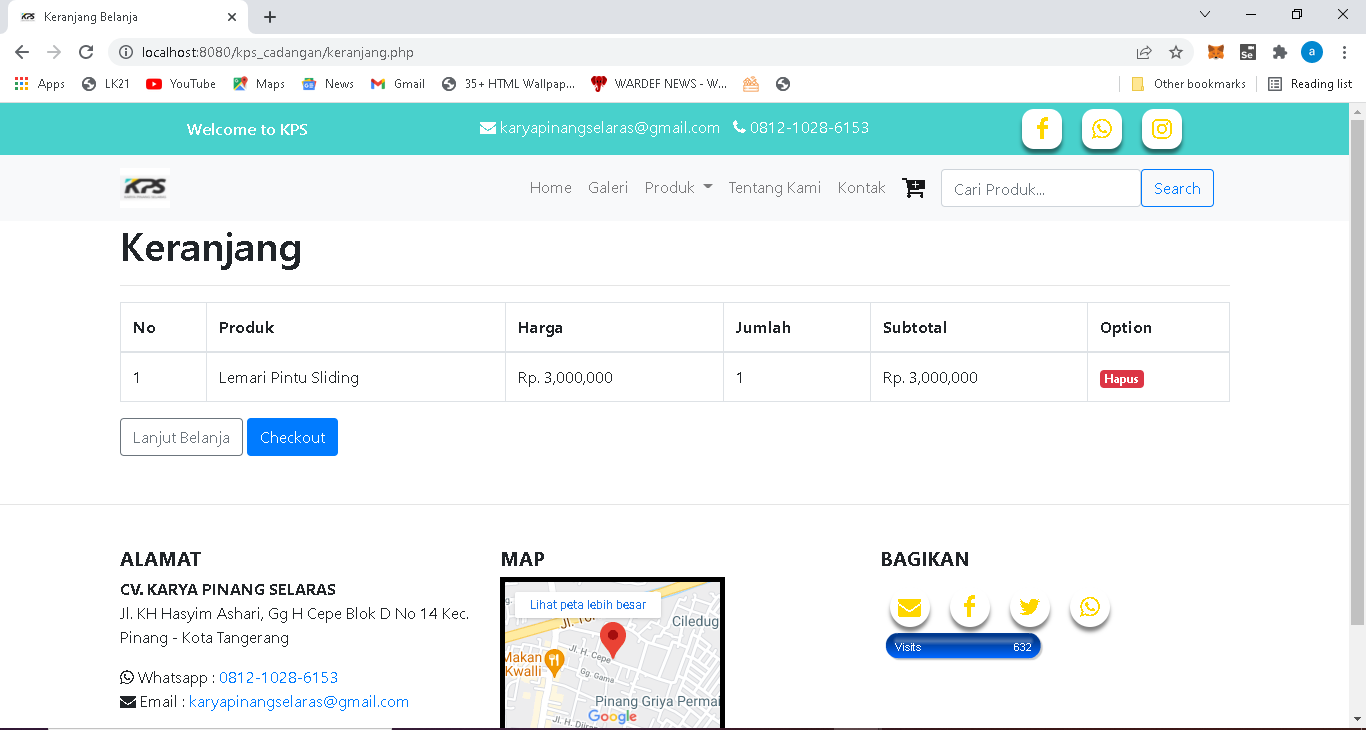 Keranjang Belanja
localhost:8080/kps_cadangan/keranjang.php
a
Apps LK21 YouTube Maps News Gmail 35+ HTML Wallpap... WARDEF NEWS - W... Other bookmarks Reading list
Welcome to KPS karyapinangselaras@gmail.com 0812-1028-6153
KPS Home Galeri Produk Tentang Kami Kontak Cari Produk... Search
Keranjang
No Produk Harga Jumlah Subtotal Option
1 Lemari Pintu Sliding Rp. 3,000,000 1 Rp. 3,000,000 Hapus
Lanjut Belanja Checkout
ALAMAT
CV. KARYA PINANG SELARAS
Jl. KH Hasyim Ashari, Gg H Cepe Blok D No 14 Kec.
Pinang - Kota Tangerang
Whatsapp : 0812-1028-6153
Email : karyapinangselaras@gmail.com
MAP
Lihat peta lebih besar
Ciledug
Jl. H. Cepe
Makan
Kwalli
Gg. Gama
Pinang Griya Permai
Google
BAGIKAN
Visits 632